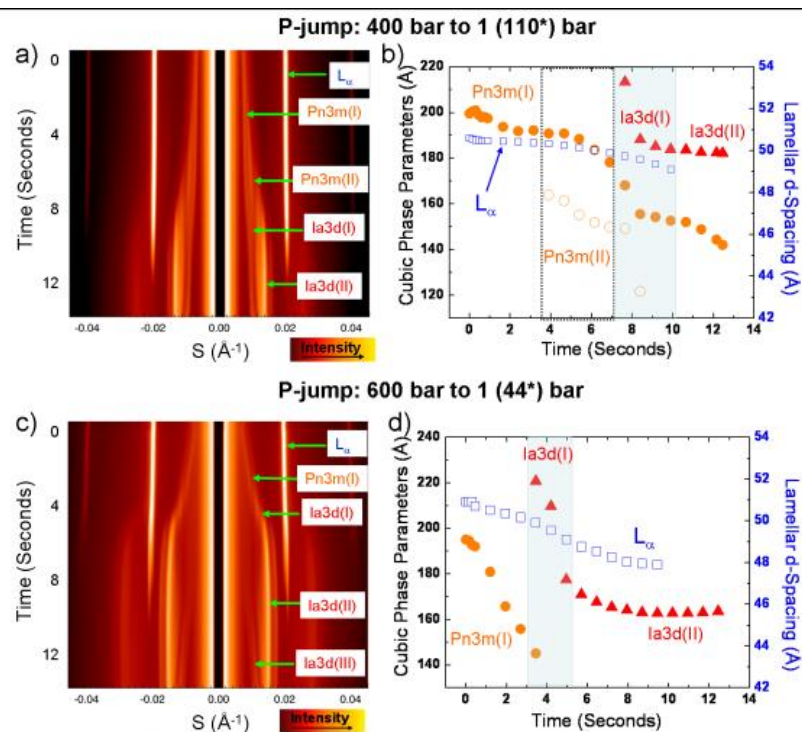 P-jump: 400 bar to 1 (110*) bar
a)
0
4
8
12
Time (Seconds)
Lα
Pn3m(I)
Pn3m(II)
Ia3d(I)
Ia3d(II)
-0.04 -0.02 0.00 0.02 0.04
S (Å⁻¹)
Intensity
b)
220
200
180
160
140
120
Cubic Phase Parameters (Å)
Pn3m(I)
Ia3d(I)
Ia3d(II)
Lα
Pn3m(II)
54
52
50
48
46
44
42
Lamellar d-Spacing (Å)
0 2 4 6 8 10 12 14
Time (Seconds)
P-jump: 600 bar to 1 (44*) bar
c)
0
4
8
12
Time (Seconds)
Lα
Pn3m(I)
Ia3d(I)
Ia3d(II)
Ia3d(III)
-0.04 -0.02 0.00 0.02 0.04
S (Å⁻¹)
Intensity
d)
240
220
200
180
160
140
Cubic Phase Parameters (Å)
Ia3d(I)
Lα
Pn3m(I)
Ia3d(II)
54
52
50
48
46
44
42
Lamellar d-Spacing (Å)
0 2 4 6 8 10 12 14
Time (Seconds)